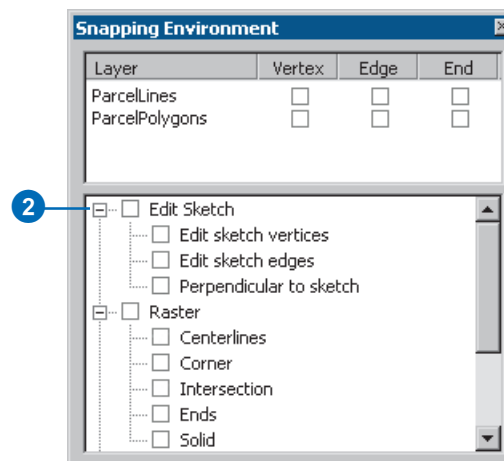 Snapping Environment
Layer Vertex Edge End
ParcelLines
ParcelPolygons
2
Edit Sketch
Edit sketch vertices
Edit sketch edges
Perpendicular to sketch
Raster
Centerlines
Corner
Intersection
Ends
Solid